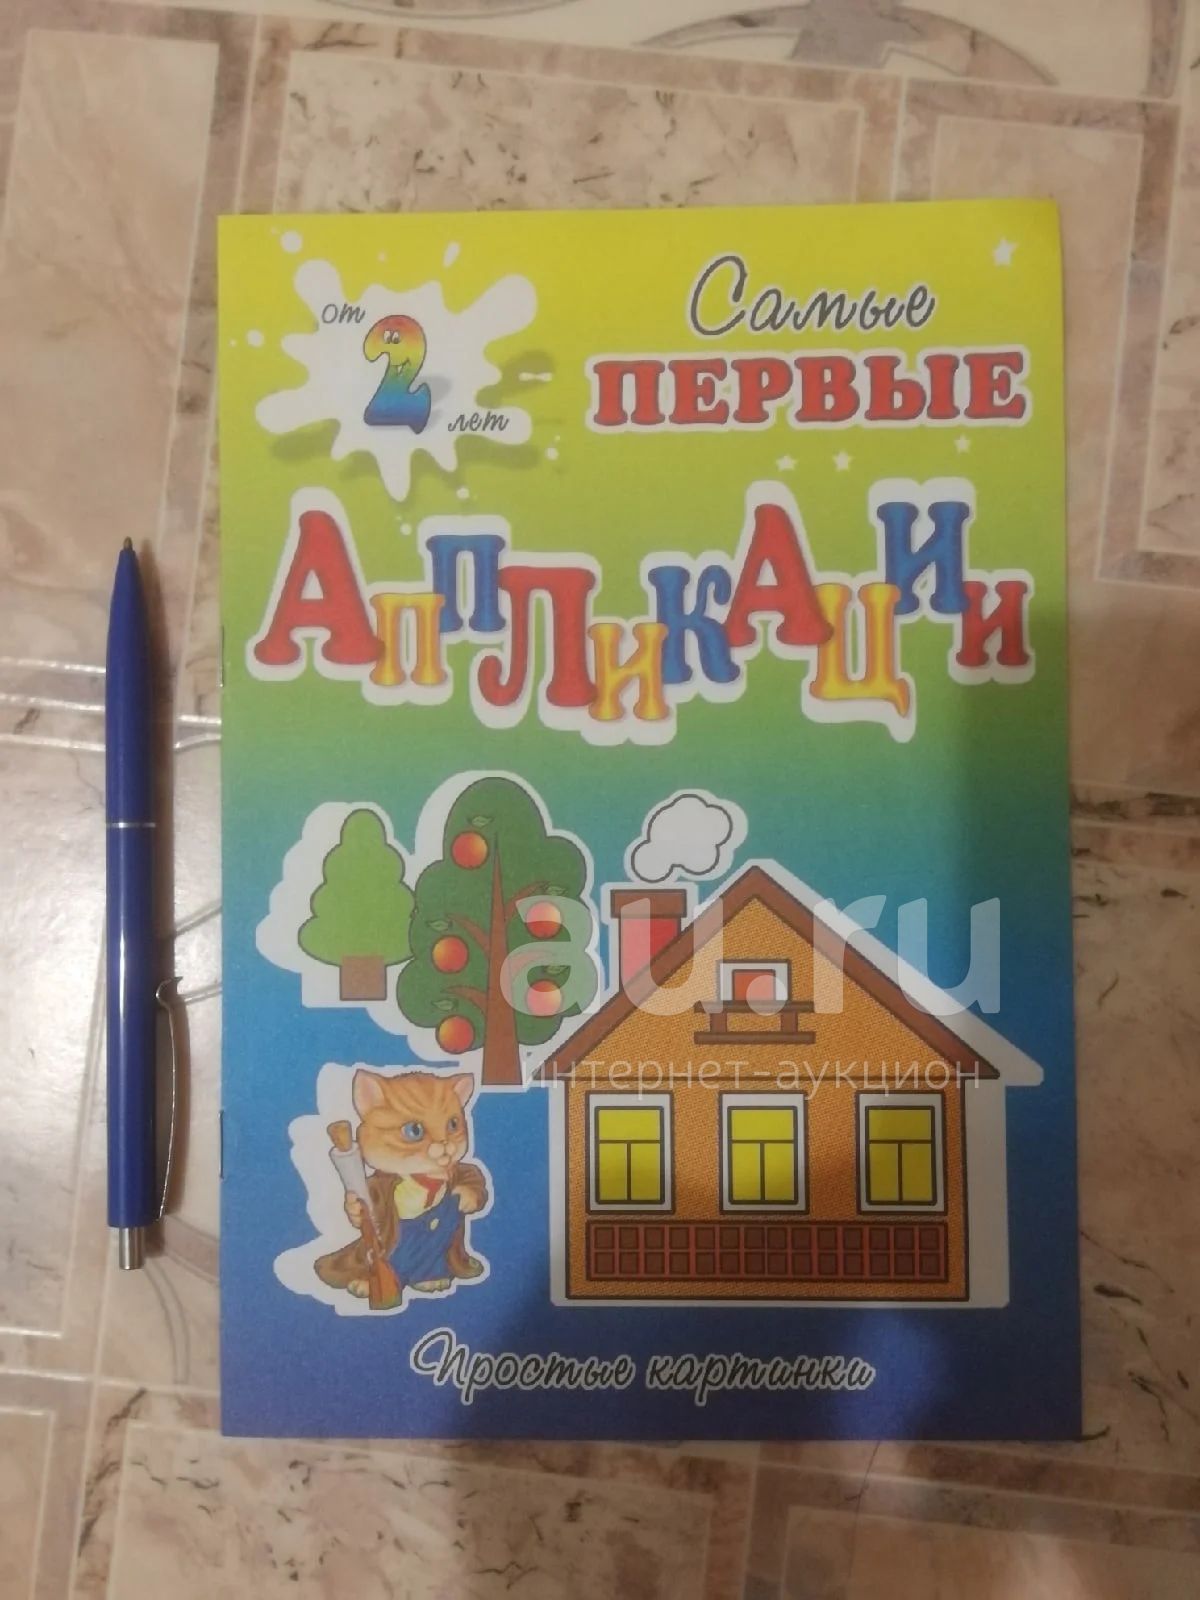 от
2
лет
Самые
ПЕРВЫЕ
Аппликации
au.ru
интернет-аукцион
Простые картинки